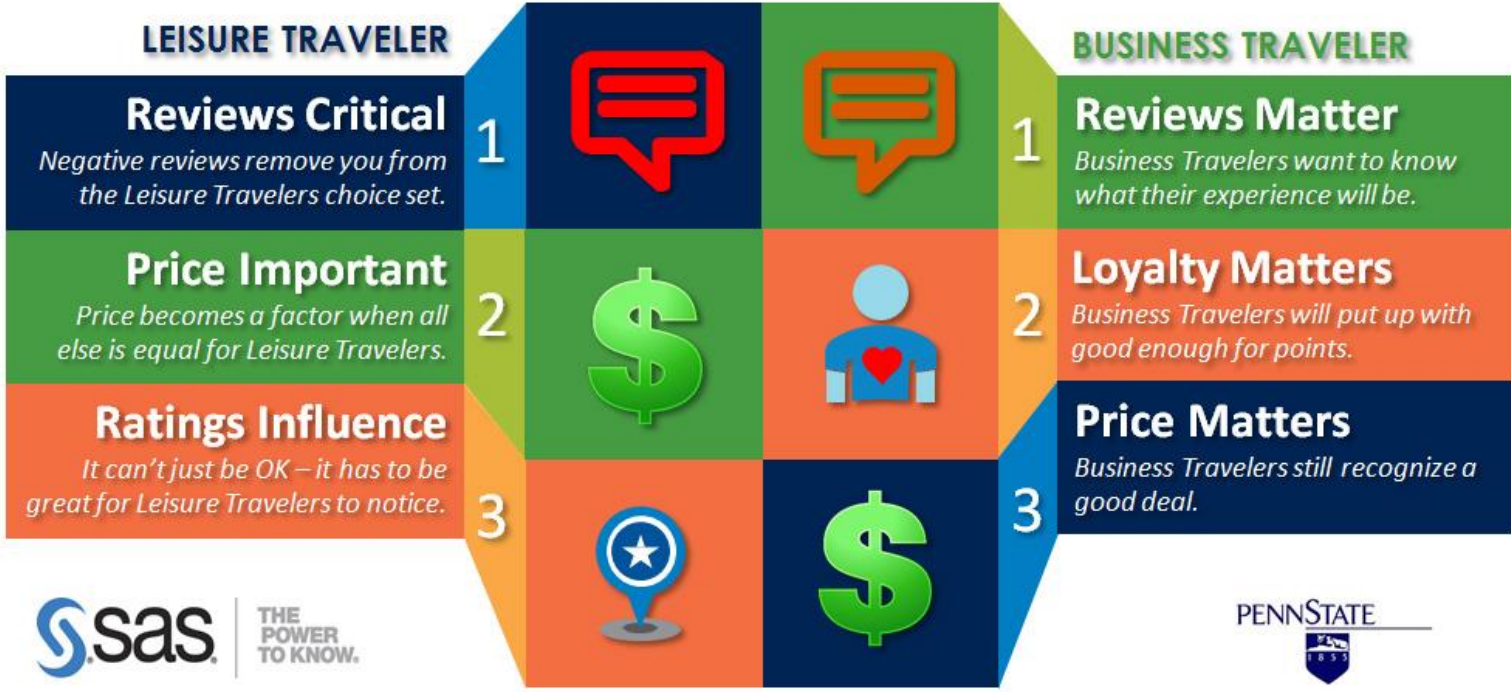 LEISURE TRAVELER
Reviews Critical
Negative reviews remove you from
the Leisure Travelers choice set.
1
Price Important
Price becomes a factor when all
else is equal for Leisure Travelers.
2
Ratings Influence
It can't just be OK – it has to be
great for Leisure Travelers to notice.
3
BUSINESS TRAVELER
1
Reviews Matter
Business Travelers want to know
what their experience will be.
2
Loyalty Matters
Business Travelers will put up with
good enough for points.
3
Price Matters
Business Travelers still recognize a
good deal.
sas
THE
POWER
TO KNOW.
PENNSTATE
1855